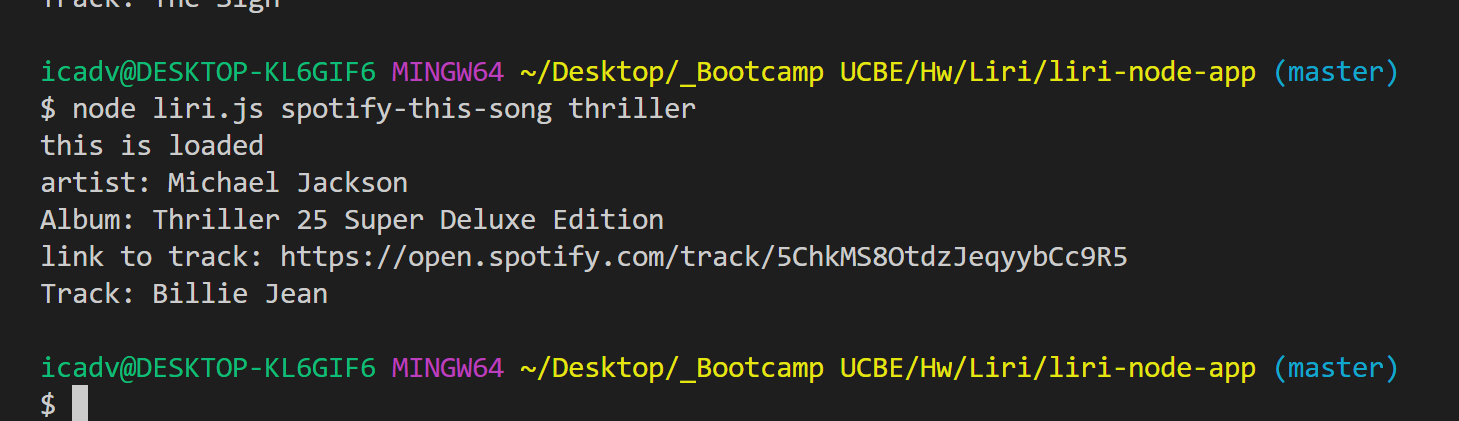 Track: The Sign
icadv@DESKTOP-KL6GIF6 MINGW64 ~/Desktop/_Bootcamp UCBE/Hw/Liri/liri-node-app (master)
$ node liri.js spotify-this-song thriller
this is loaded
artist: Michael Jackson
Album: Thriller 25 Super Deluxe Edition
link to track: https://open.spotify.com/track/5ChkMS8OtdzJeqyybCc9R5
Track: Billie Jean
icadv@DESKTOP-KL6GIF6 MINGW64 ~/Desktop/_Bootcamp UCBE/Hw/Liri/liri-node-app (master)
$